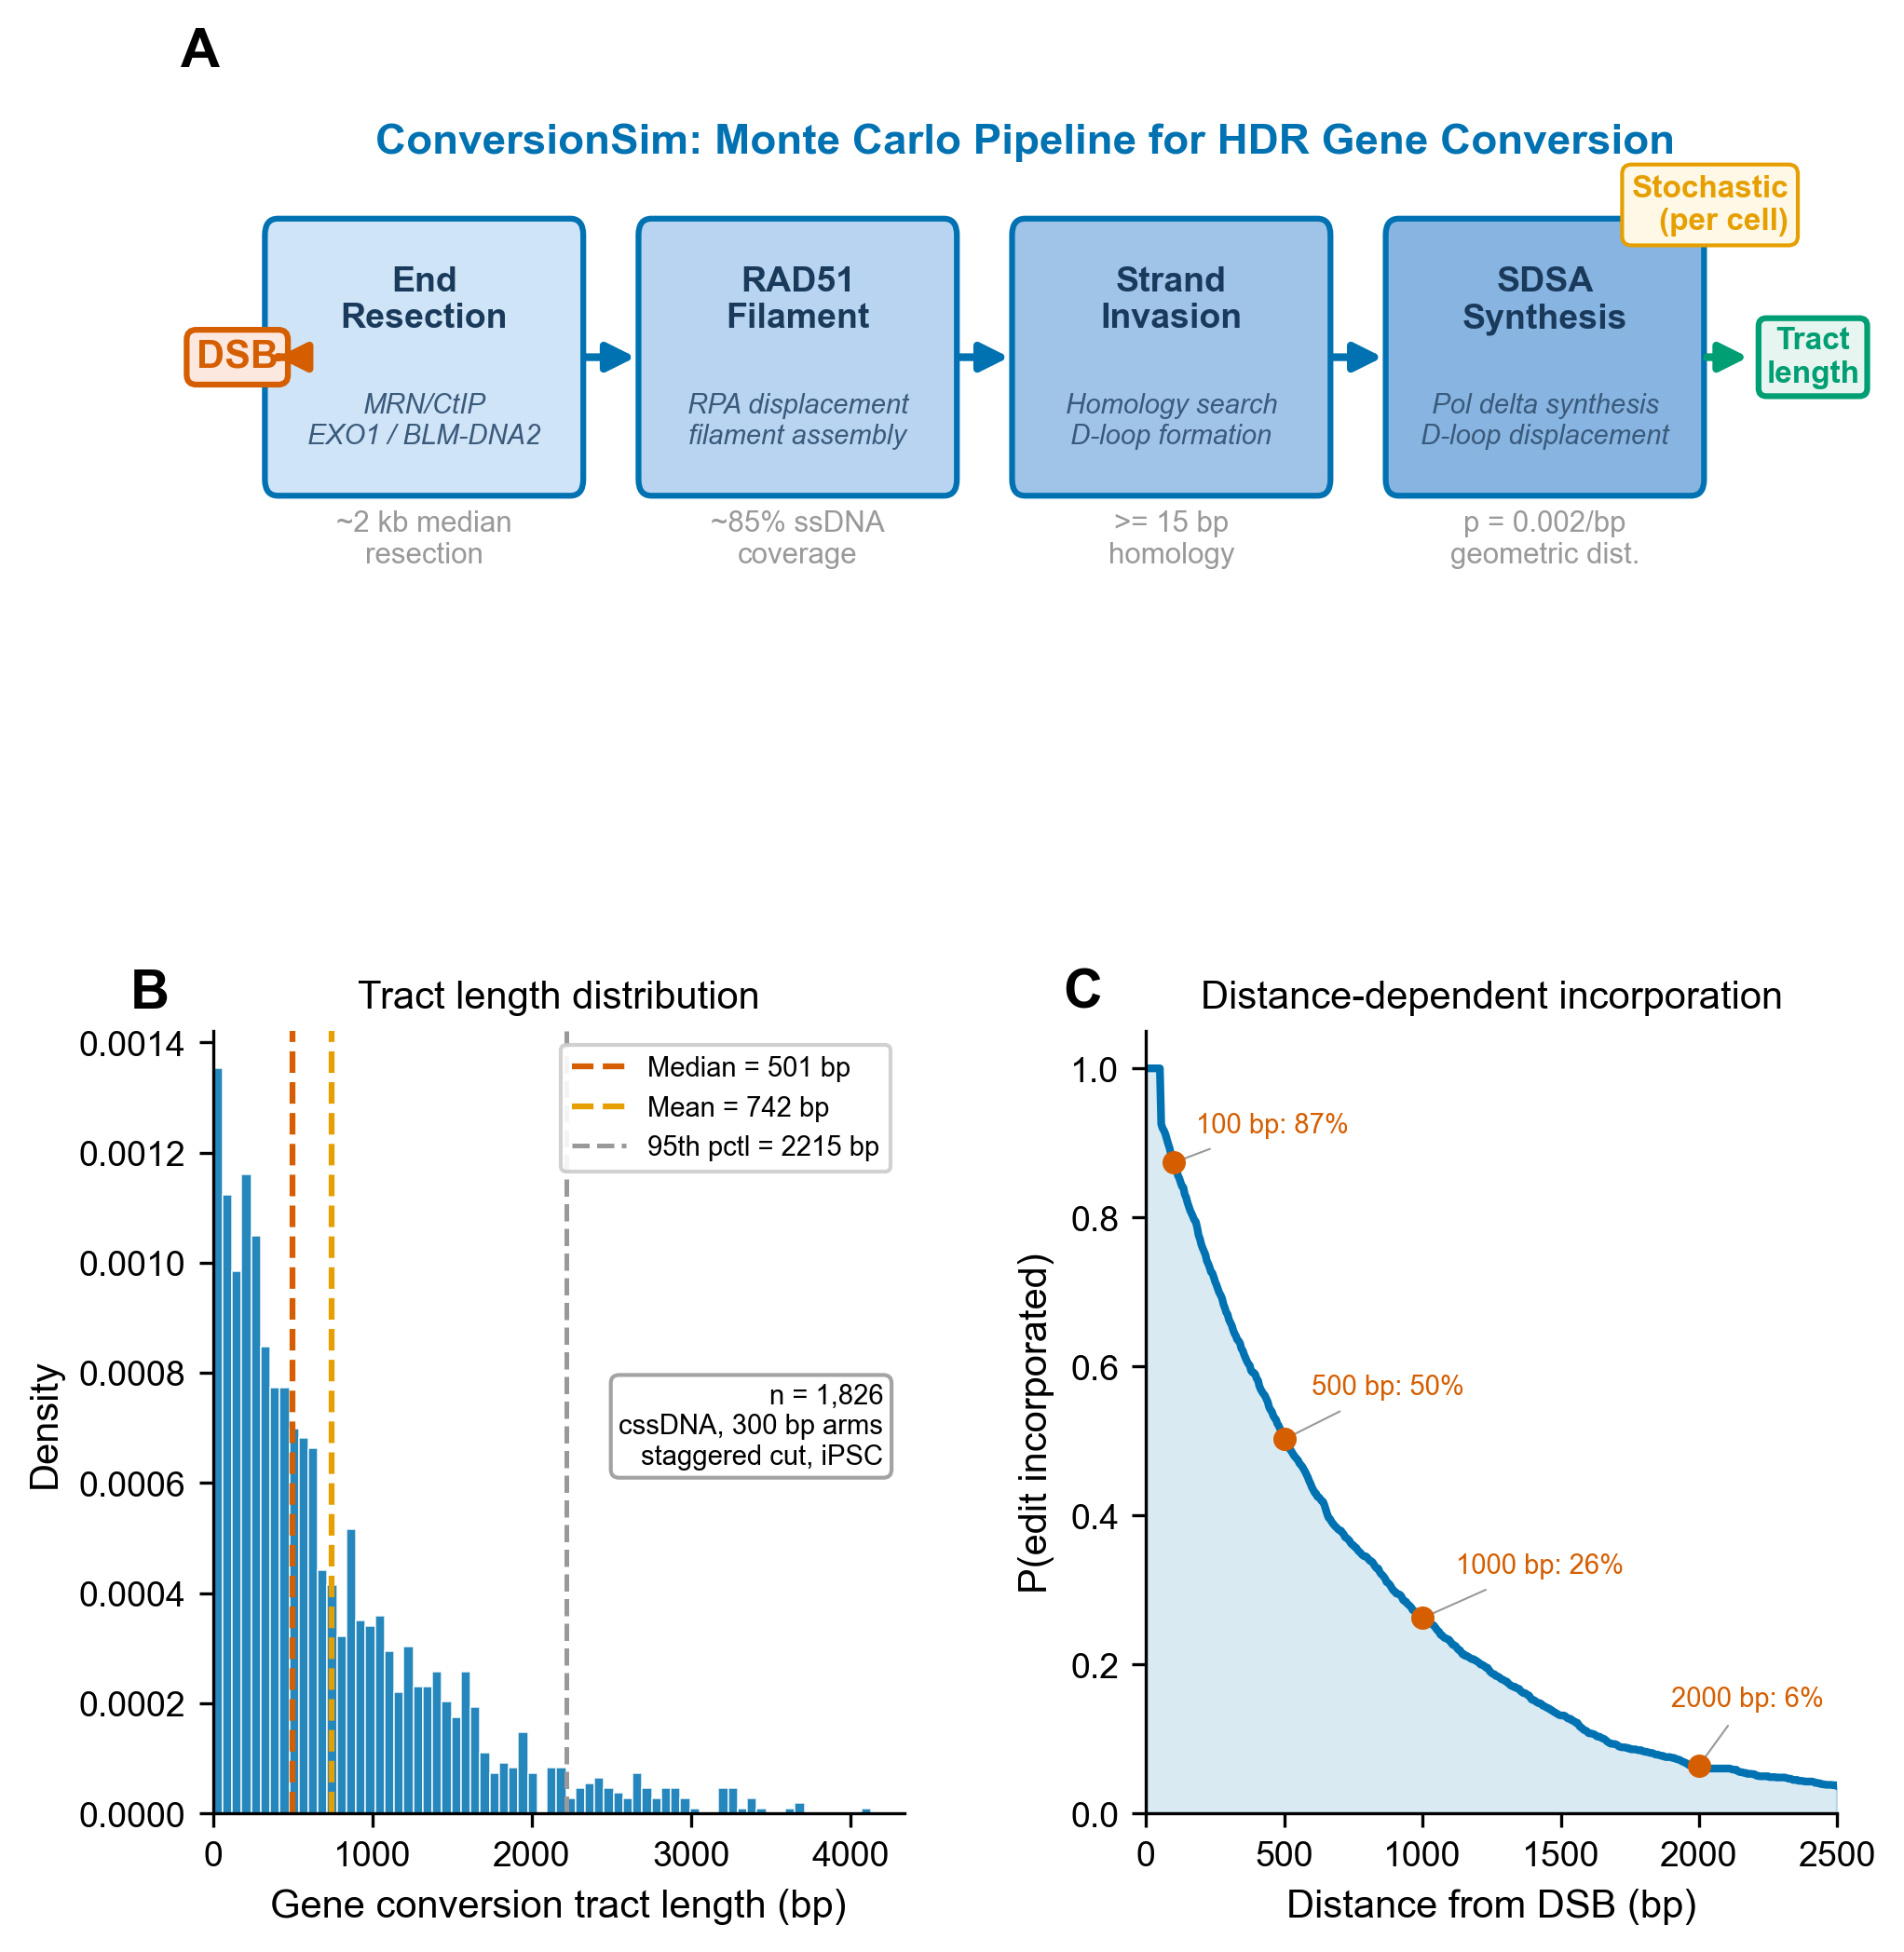 A
ConversionSim: Monte Carlo Pipeline for HDR Gene Conversion
Stochastic
(per cell)
DSB
End
Resection
MRN/CtIP
EXO1 / BLM-DNA2
~2 kb median
resection
RAD51
Filament
RPA displacement
filament assembly
~85% ssDNA
coverage
Strand
Invasion
Homology search
D-loop formation
>= 15 bp
homology
SDSA
Synthesis
Pol delta synthesis
D-loop displacement
p = 0.002/bp
geometric dist.
Tract
length
B
Tract length distribution
Density
0.0014
0.0012
0.0010
0.0008
0.0006
0.0004
0.0002
0.0000
Median = 501 bp
Mean = 742 bp
95th pctl = 2215 bp
n = 1,826
cssDNA, 300 bp arms
staggered cut, iPSC
0 1000 2000 3000 4000
Gene conversion tract length (bp)
C
Distance-dependent incorporation
P(edit incorporated)
1.0
0.8
0.6
0.4
0.2
0.0
100 bp: 87%
500 bp: 50%
1000 bp: 26%
2000 bp: 6%
0 500 1000 1500 2000 2500
Distance from DSB (bp)